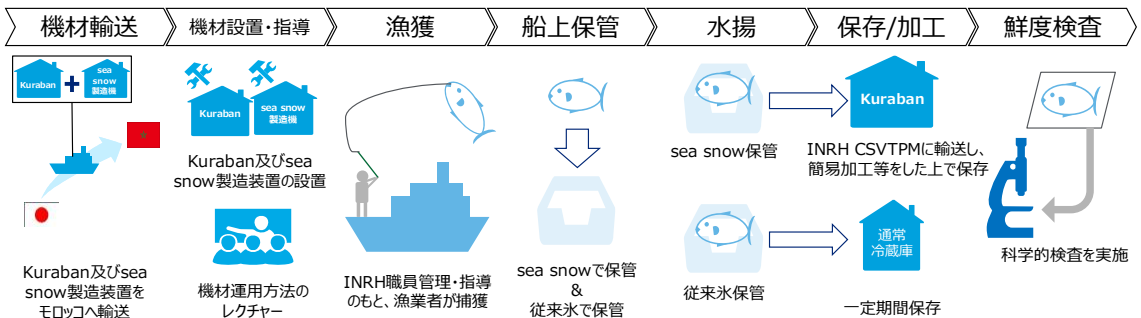 機材輸送
機材設置・指導
漁獲
船上保管
水揚
保存/加工
鮮度検査
Kuraban
sea
snow
製造機
Kuraban及びsea
snow製造装置を
モロッコへ輸送
Kuraban
sea snow
製造機
Kuraban及びsea
snow製造装置の設置
機材運用方法の
レクチャー
INRH職員管理・指導
のもと、漁業者が捕獲
sea snowで保管
&
従来氷で保管
sea snow保管
従来氷保管
Kuraban
INRH CSVTPMに輸送し、
簡易加工等をした上で保存
通常
冷蔵庫
一定期間保存
科学的検査を実施